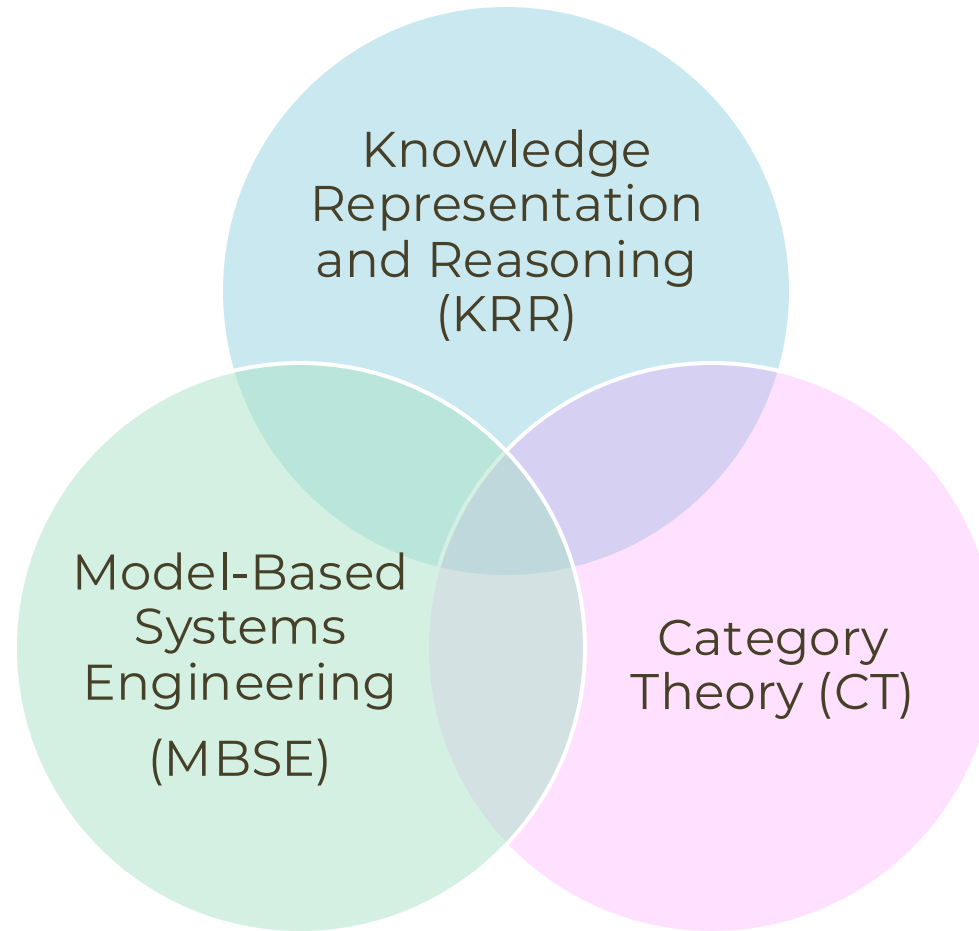 Knowledge
Representation
and Reasoning
(KRR)
Model-Based
Systems
Engineering
(MBSE)
Category
Theory (CT)